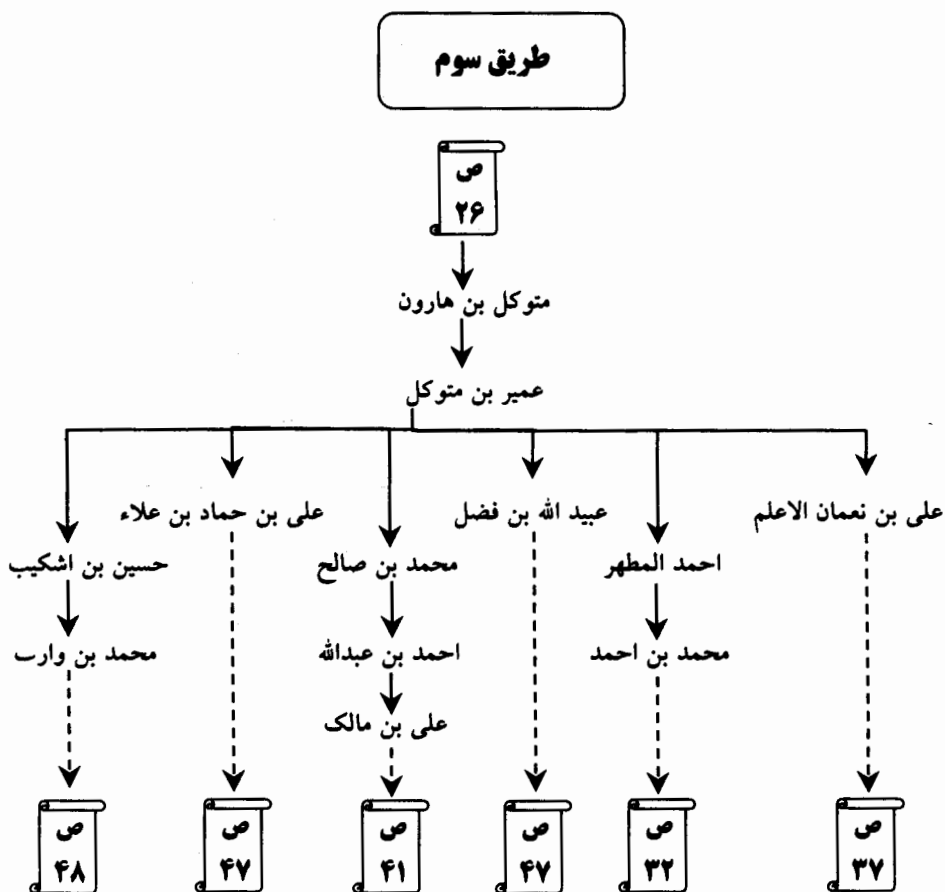 طریق سوم
ص
۲۶
متوکل بن هارون
عمیر بن متوکل
علی بن نعمان الاعلم
عبید الله بن فضل
علی بن حماد بن علاء
احمد المطهر
محمد بن صالح
حسین بن اشکیب
محمد بن احمد
احمد بن عبدالله
محمد بن وارب
علی بن مالک
ص
۳۷
ص
۳۲
ص
۴۷
ص
۴۱
ص
۴۷
ص
۴۸